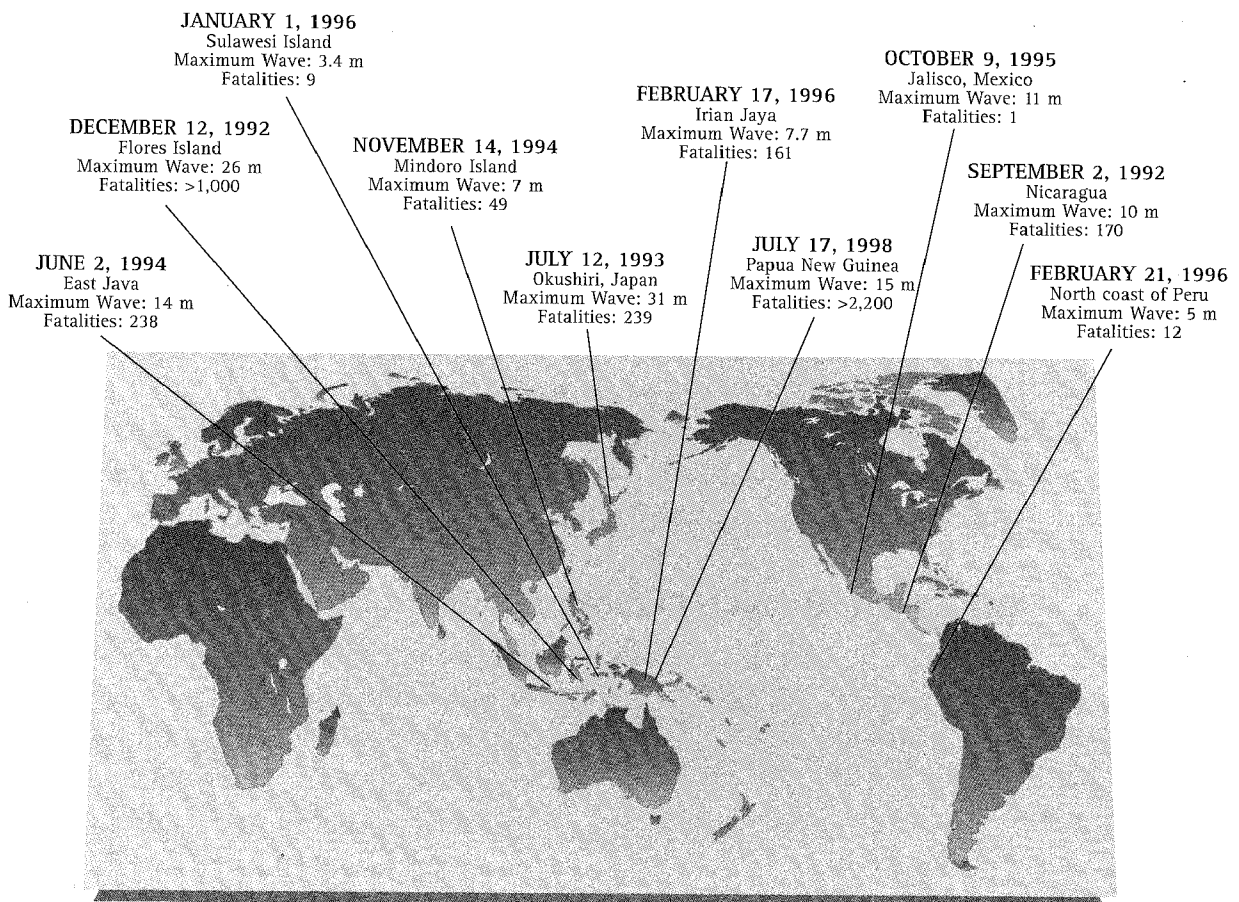 JANUARY 1, 1996
Sulawesi Island
Maximum Wave: 3.4 m
Fatalities: 9
OCTOBER 9, 1995
Jalisco, Mexico
Maximum Wave: 11 m
Fatalities: 1
FEBRUARY 17, 1996
Irian Jaya
Maximum Wave: 7.7 m
Fatalities: 161
DECEMBER 12, 1992
Flores Island
Maximum Wave: 26 m
Fatalities: >1,000
NOVEMBER 14, 1994
Mindoro Island
Maximum Wave: 7 m
Fatalities: 49
SEPTEMBER 2, 1992
Nicaragua
Maximum Wave: 10 m
Fatalities: 170
JULY 17, 1998
Papua New Guinea
Maximum Wave: 15 m
Fatalities: >2,200
JULY 12, 1993
Okushiri, Japan
Maximum Wave: 31 m
Fatalities: 239
JUNE 2, 1994
East Java
Maximum Wave: 14 m
Fatalities: 238
FEBRUARY 21, 1996
North coast of Peru
Maximum Wave: 5 m
Fatalities: 12